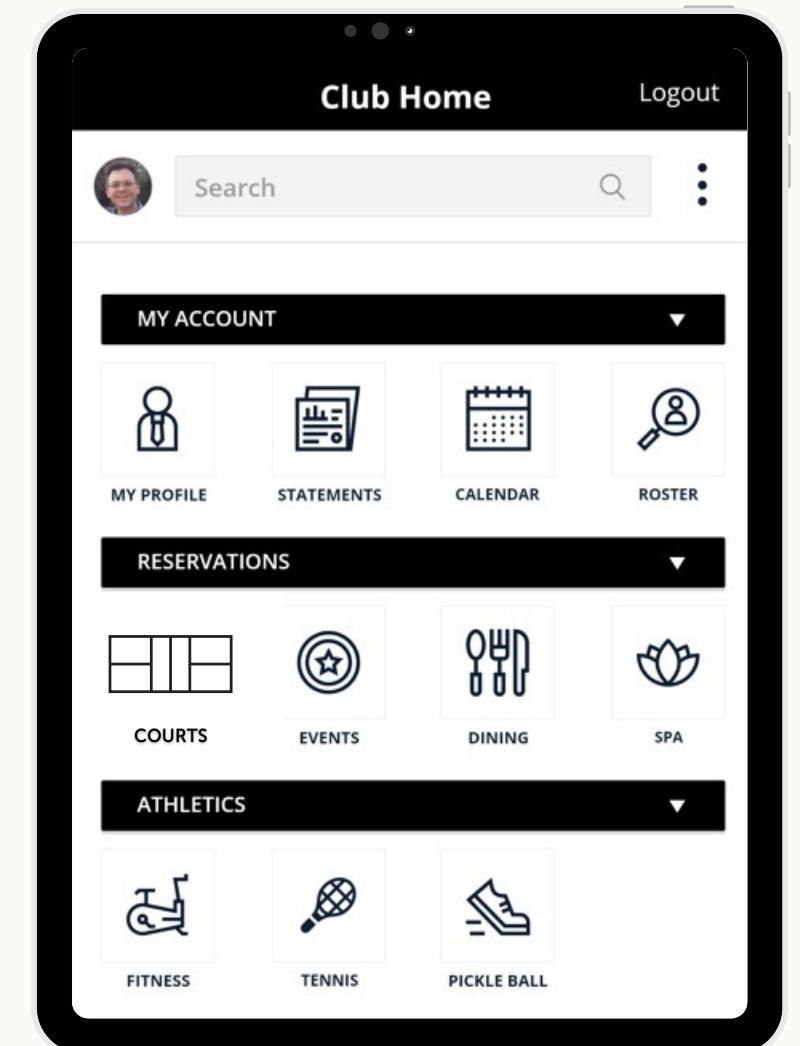 Club Home
Logout
Search
MY ACCOUNT
MY PROFILE
STATEMENTS
CALENDAR
ROSTER
RESERVATIONS
COURTS
EVENTS
DINING
SPA
ATHLETICS
FITNESS
TENNIS
PICKLE BALL